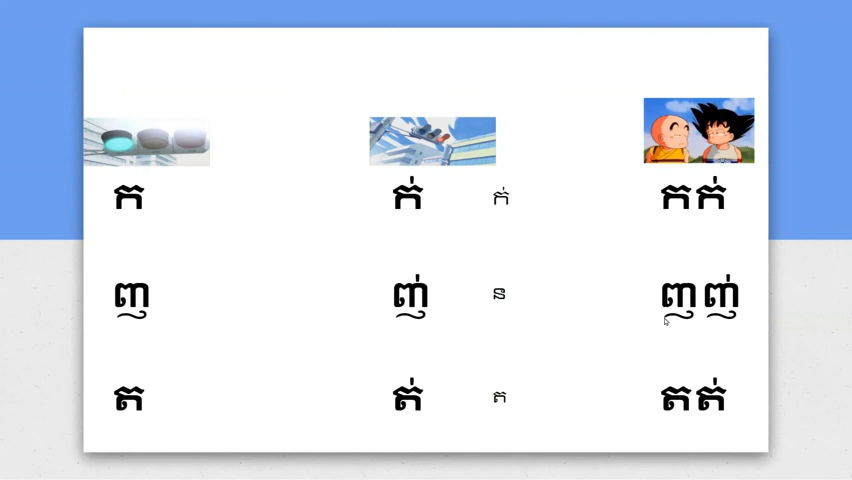 ក ក់ ក់ កក់
ញ ញ់ ន ញញ់
ត ត់ ត តត់